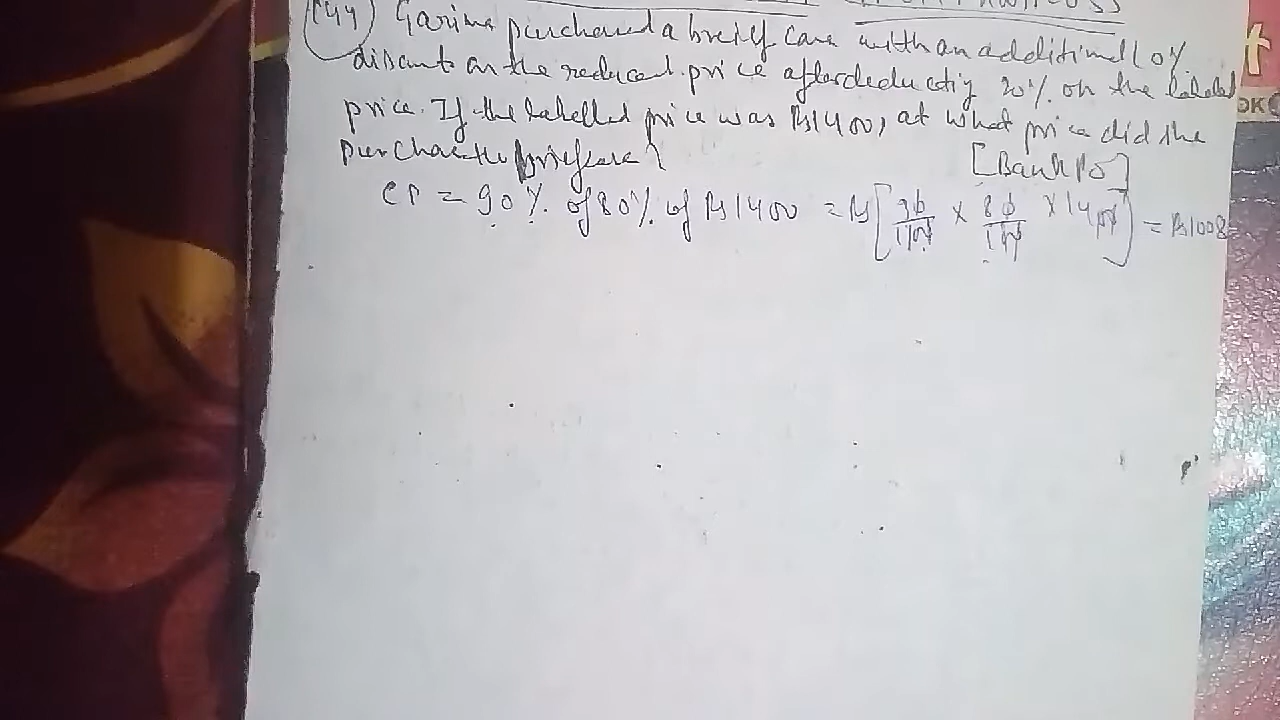 (44) Garima purchased a brief case with an additional 10%
discount on the reduced price after deducting 20% on the labeled
price. If the labelled price was Rs1400, at what price did she
purchase the briefcase?
[Bank PO]
CP = 90% of 80% of Rs1400 = Rs[90/100 × 80/100 × 1400] = Rs1008